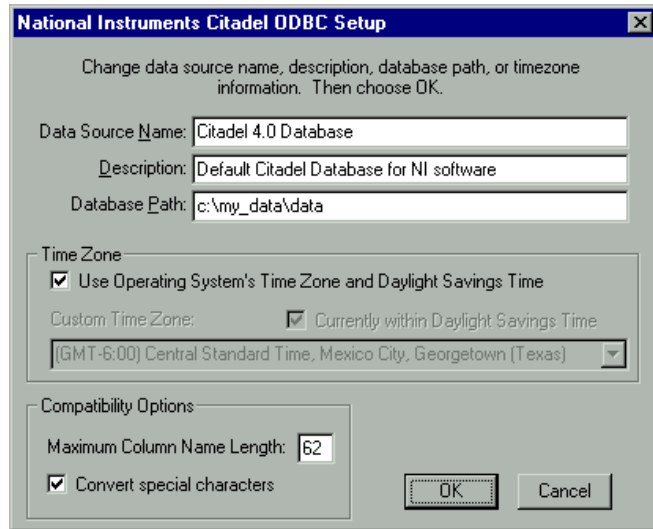 National Instruments Citadel ODBC Setup
Change data source name, description, database path, or timezone
information. Then choose OK.
Data Source Name: Citadel 4.0 Database
Description: Default Citadel Database for NI software
Database Path: c:\my_data\data
Time Zone
Use Operating System's Time Zone and Daylight Savings Time
Custom Time Zone: Currently within Daylight Savings Time
(GMT-6:00) Central Standard Time, Mexico City, Georgetown (Texas)
Compatibility Options
Maximum Column Name Length: 62
Convert special characters
OK Cancel